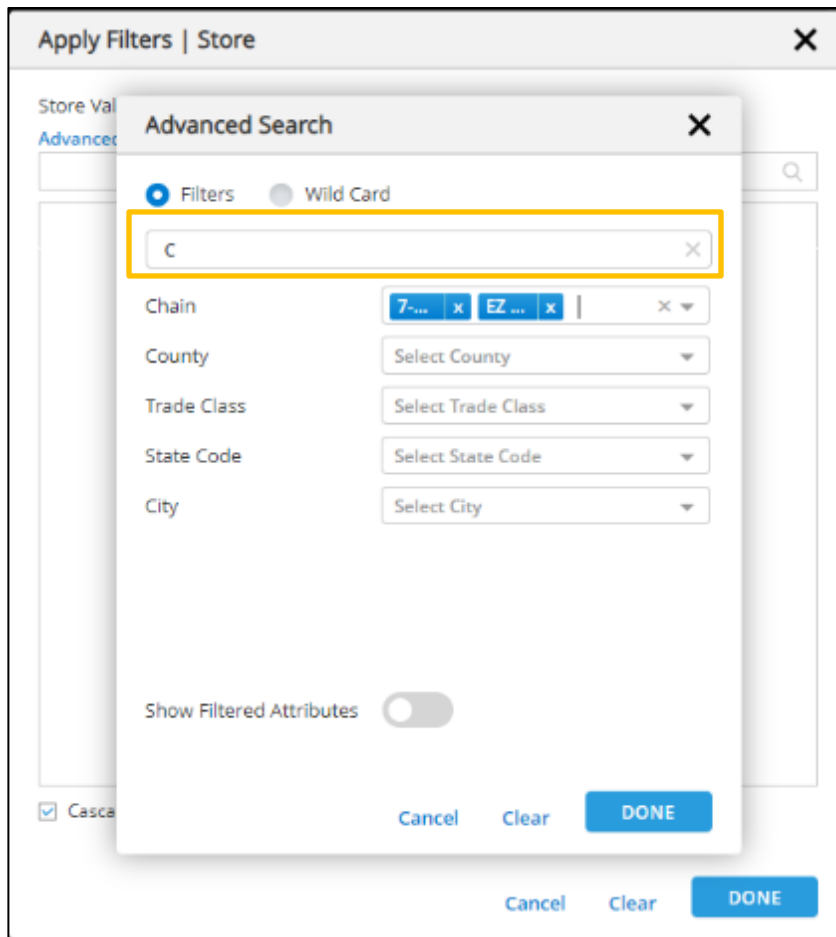 Apply Filters | Store
Store Val
Advanced
Advanced Search
Filters Wild Card
C
Chain 7-... x EZ ... x
County Select County
Trade Class Select Trade Class
State Code Select State Code
City Select City
Show Filtered Attributes
Casca
Cancel Clear DONE
Cancel Clear DONE